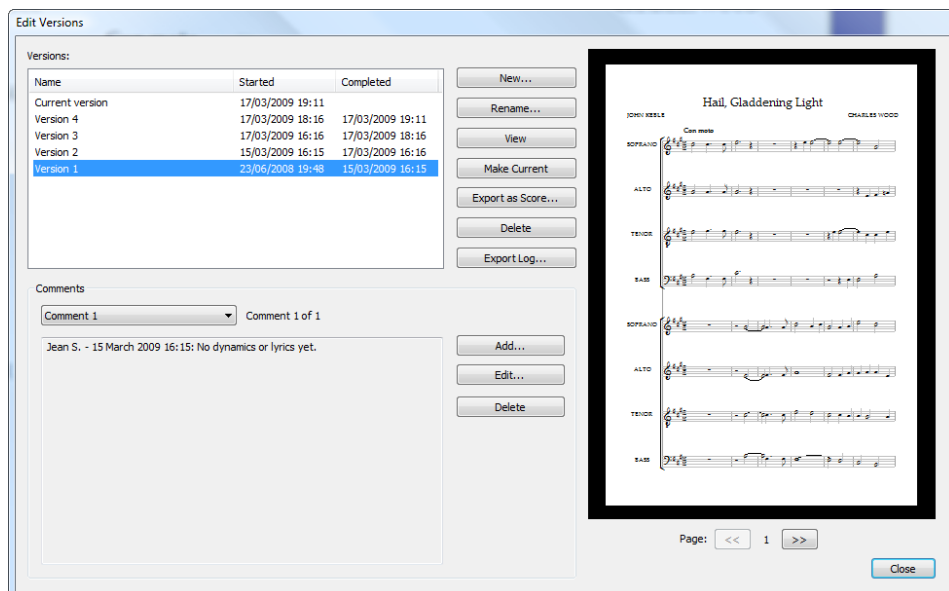 Edit Versions
Versions:
Name Started Completed
Current version 17/03/2009 19:11
Version 4 17/03/2009 18:16 17/03/2009 19:11
Version 3 17/03/2009 16:16 17/03/2009 18:16
Version 2 15/03/2009 16:15 17/03/2009 16:16
Version 1 23/06/2008 19:48 15/03/2009 16:15
New...
Rename...
View
Make Current
Export as Score...
Delete
Export Log...
Comments
Comment 1 Comment 1 of 1
Jean S. - 15 March 2009 16:15: No dynamics or lyrics yet.
Add...
Edit...
Delete
Hail, Gladdening Light
JOHN KEBLE CHARLES WOOD
Con moto
SOPRANO
ALTO
TENOR
BASS
SOPRANO
ALTO
TENOR
BASS
Page: << 1 >>
Close